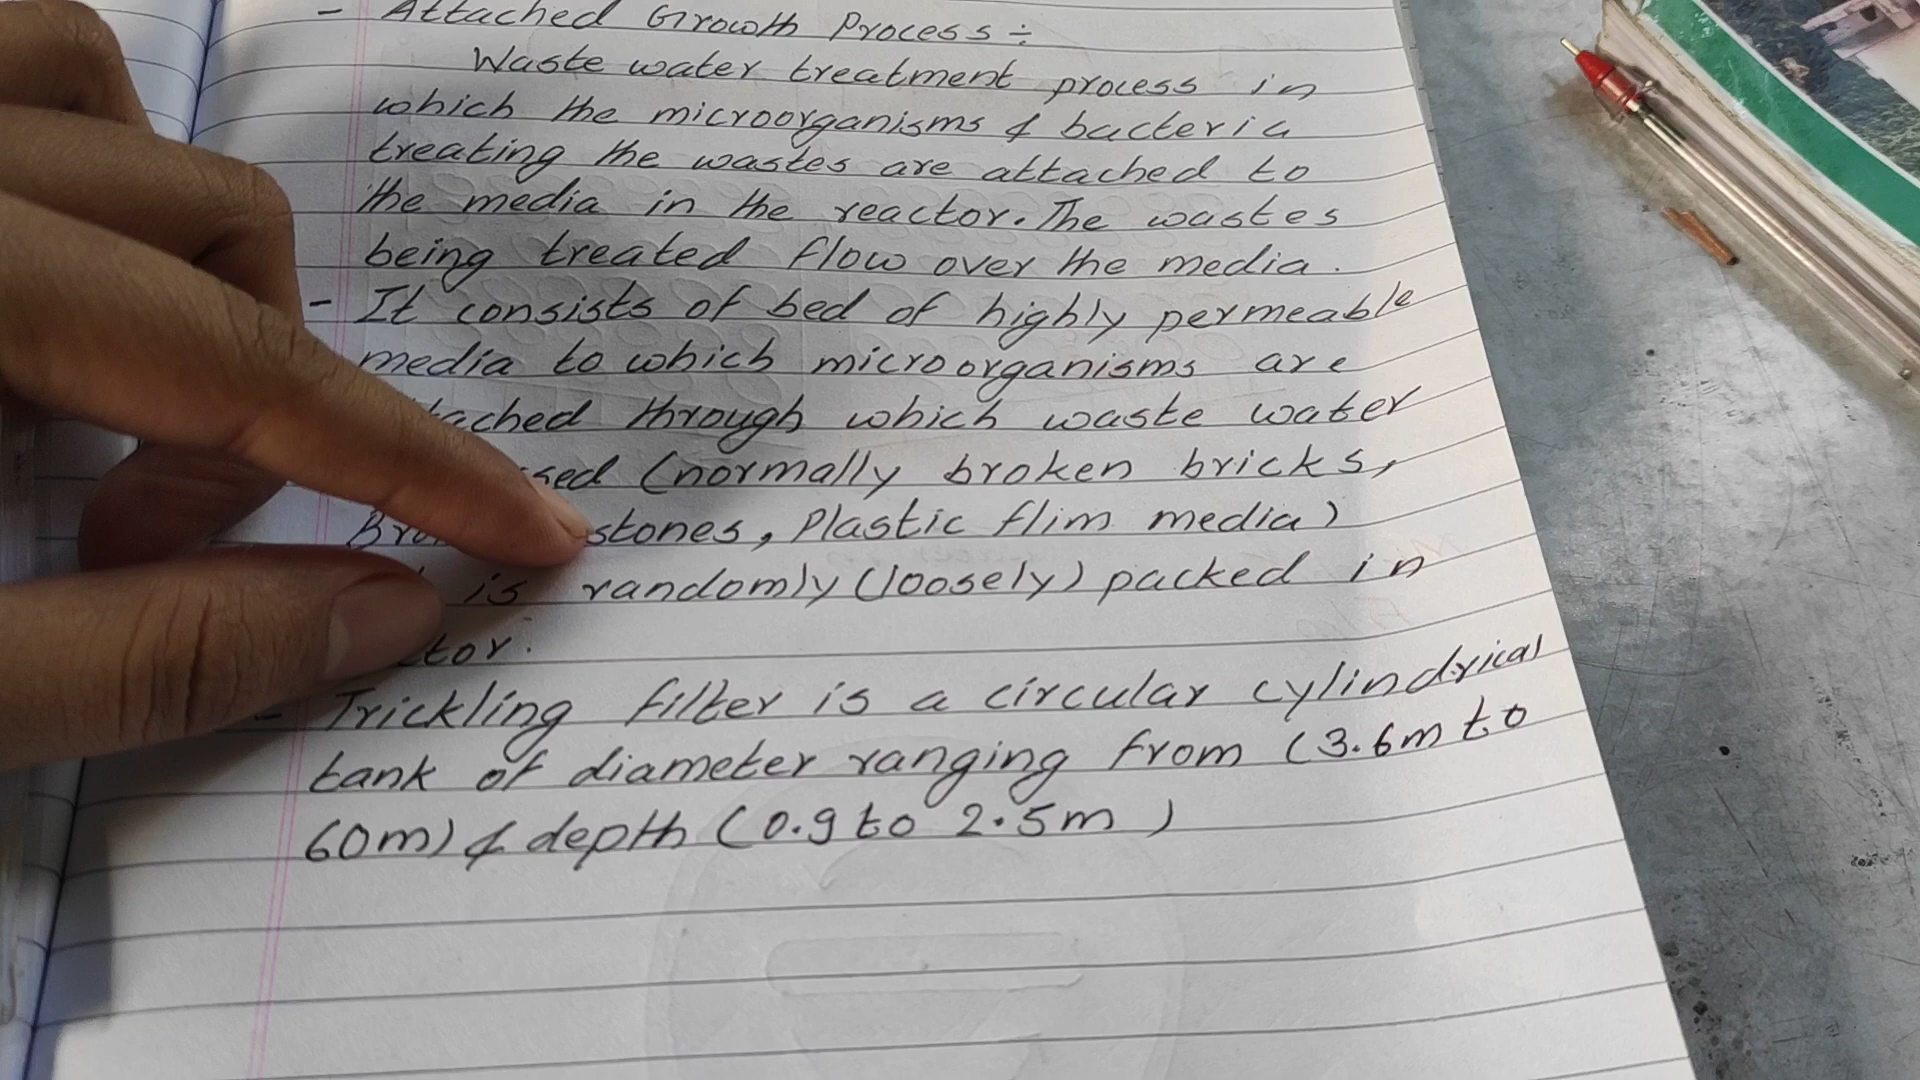 - Attached Growth Process ÷
Waste water treatment process in
which the microorganisms & bacteria
treating the wastes are attached to
the media in the reactor. The wastes
being treated flow over the media.
- It consists of bed of highly permeable
media to which microorganisms are
tached through which waste water
sed (normally broken bricks,
Bro stones, Plastic flim media)
is randomly (loosely) packed in
tor.
- Trickling filter is a circular cylindrical
tank of diameter ranging from (3.6m to
60m) & depth (0.9 to 2.5m)